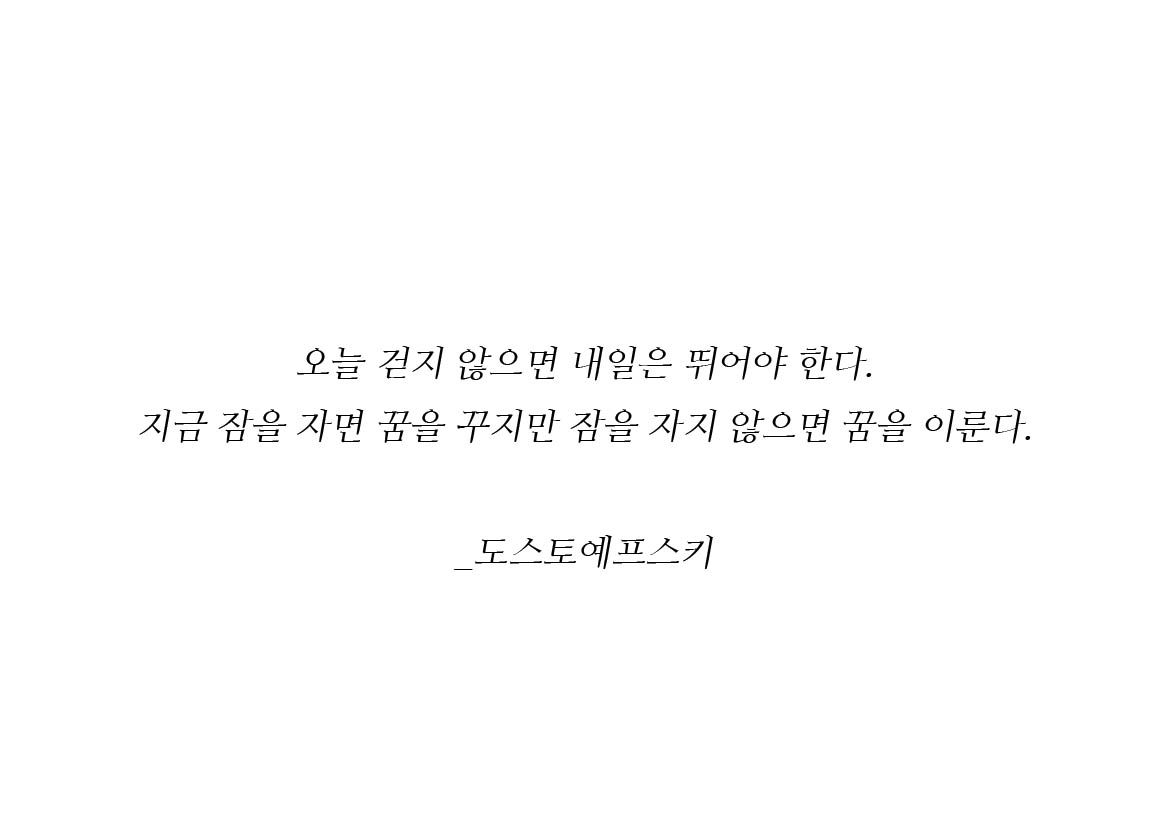 오늘 걷지 않으면 내일은 뛰어야 한다.
지금 잠을 자면 꿈을 꾸지만 잠을 자지 않으면 꿈을 이룬다.
_도스토예프스키